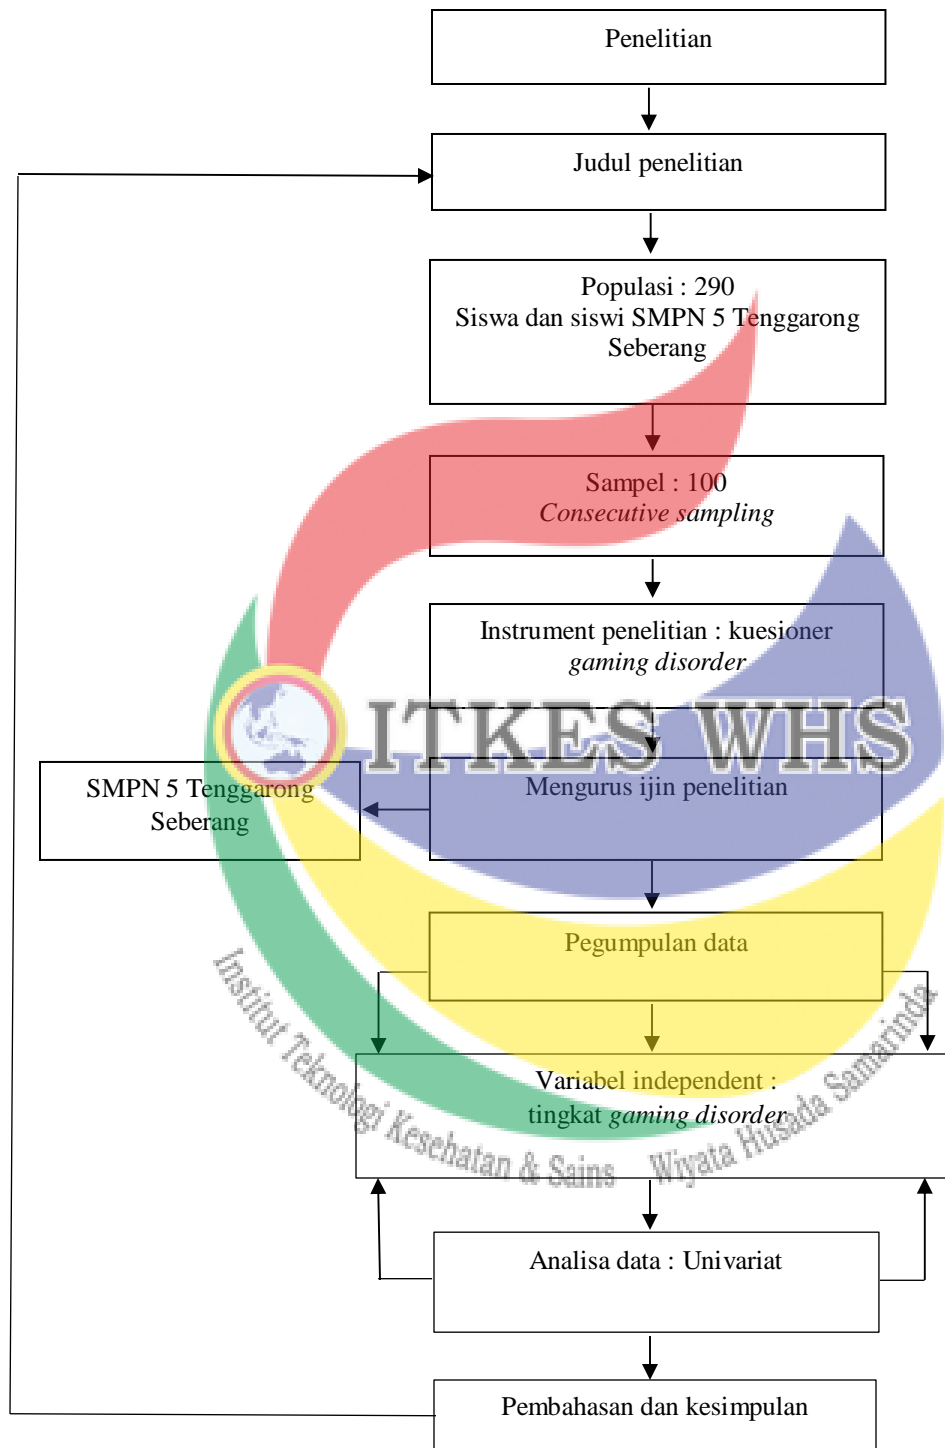 Penelitian
Judul penelitian
Populasi : 290
Siswa dan siswi SMPN 5 Tenggarong
Seberang
Sampel : 100
Consecutive sampling
Instrument penelitian : kuesioner
gaming disorder
ITKES WHS
Mengurus ijin penelitian
SMPN 5 Tenggarong
Seberang
Pegumpulan data
Variabel independent :
tingkat gaming disorder
Institut Teknologi Kesehatan & Sains Wiyata Husada Samarinda
Analisa data : Univariat
Pembahasan dan kesimpulan